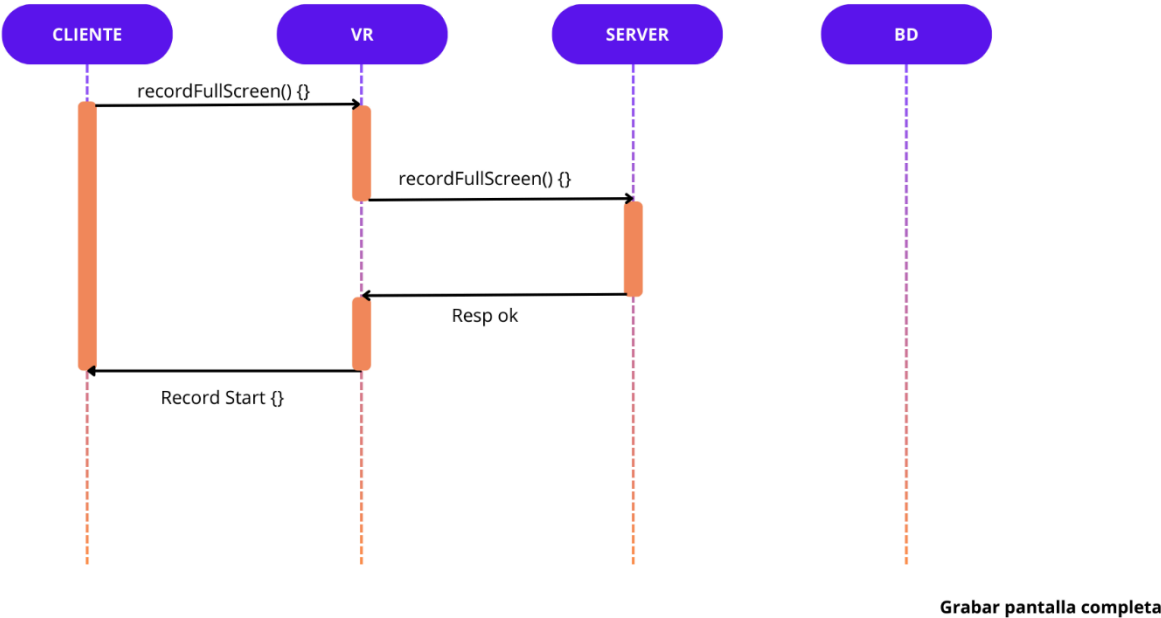 CLIENTE
VR
SERVER
BD
recordFullScreen() {}
recordFullScreen() {}
Resp ok
Record Start {}
Grabar pantalla completa